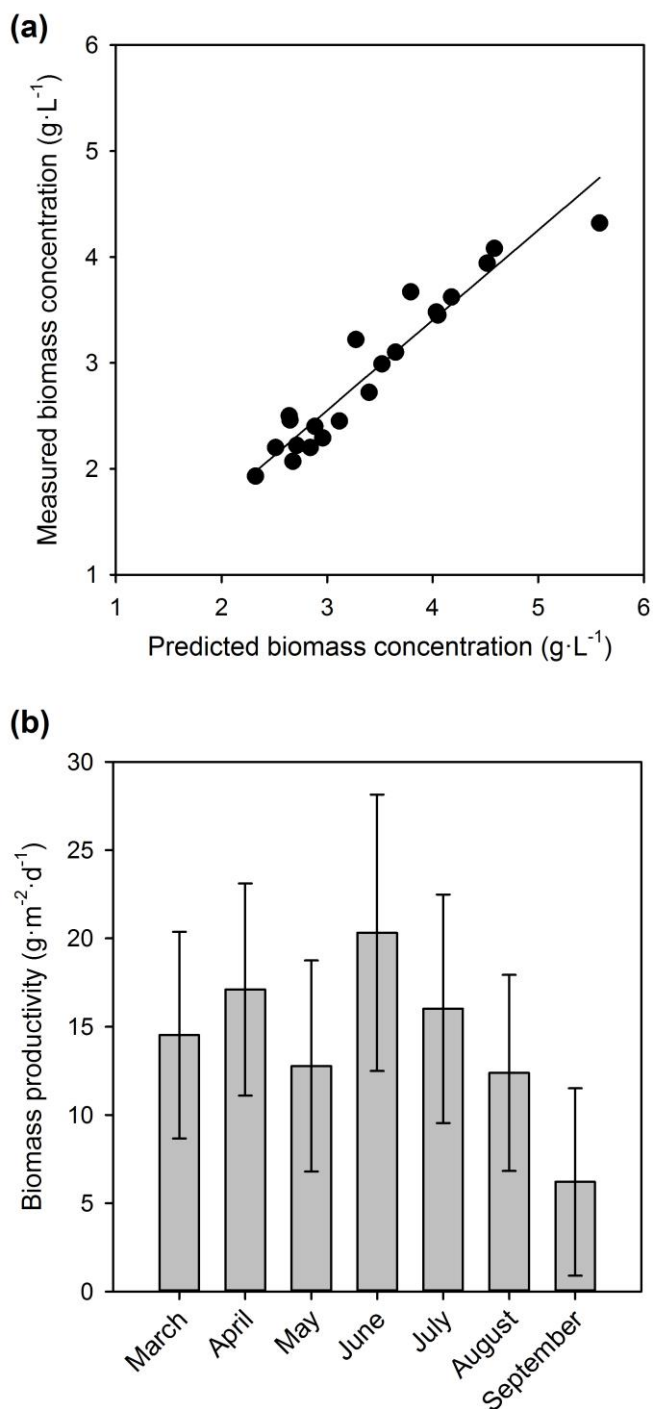 (a)
6
5
4
3
2
1
Measured biomass concentration (g·L⁻¹)
1 2 3 4 5 6
Predicted biomass concentration (g·L⁻¹)
(b)
30
25
20
15
10
5
0
Biomass productivity (g·m⁻²·d⁻¹)
March April May June July August September